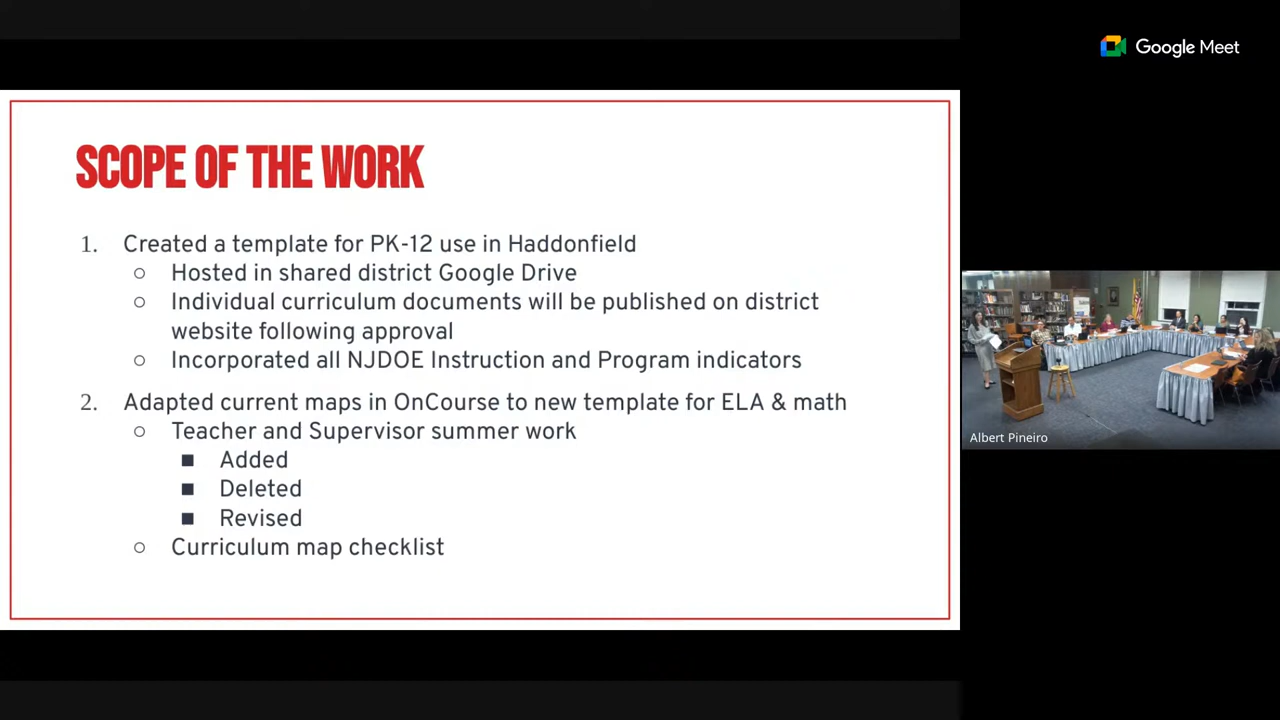 Google Meet
SCOPE OF THE WORK
1. Created a template for PK-12 use in Haddonfield
○ Hosted in shared district Google Drive
○ Individual curriculum documents will be published on district
website following approval
○ Incorporated all NJDOE Instruction and Program indicators
2. Adapted current maps in OnCourse to new template for ELA & math
○ Teacher and Supervisor summer work
■ Added
■ Deleted
■ Revised
○ Curriculum map checklist
Albert Pineiro